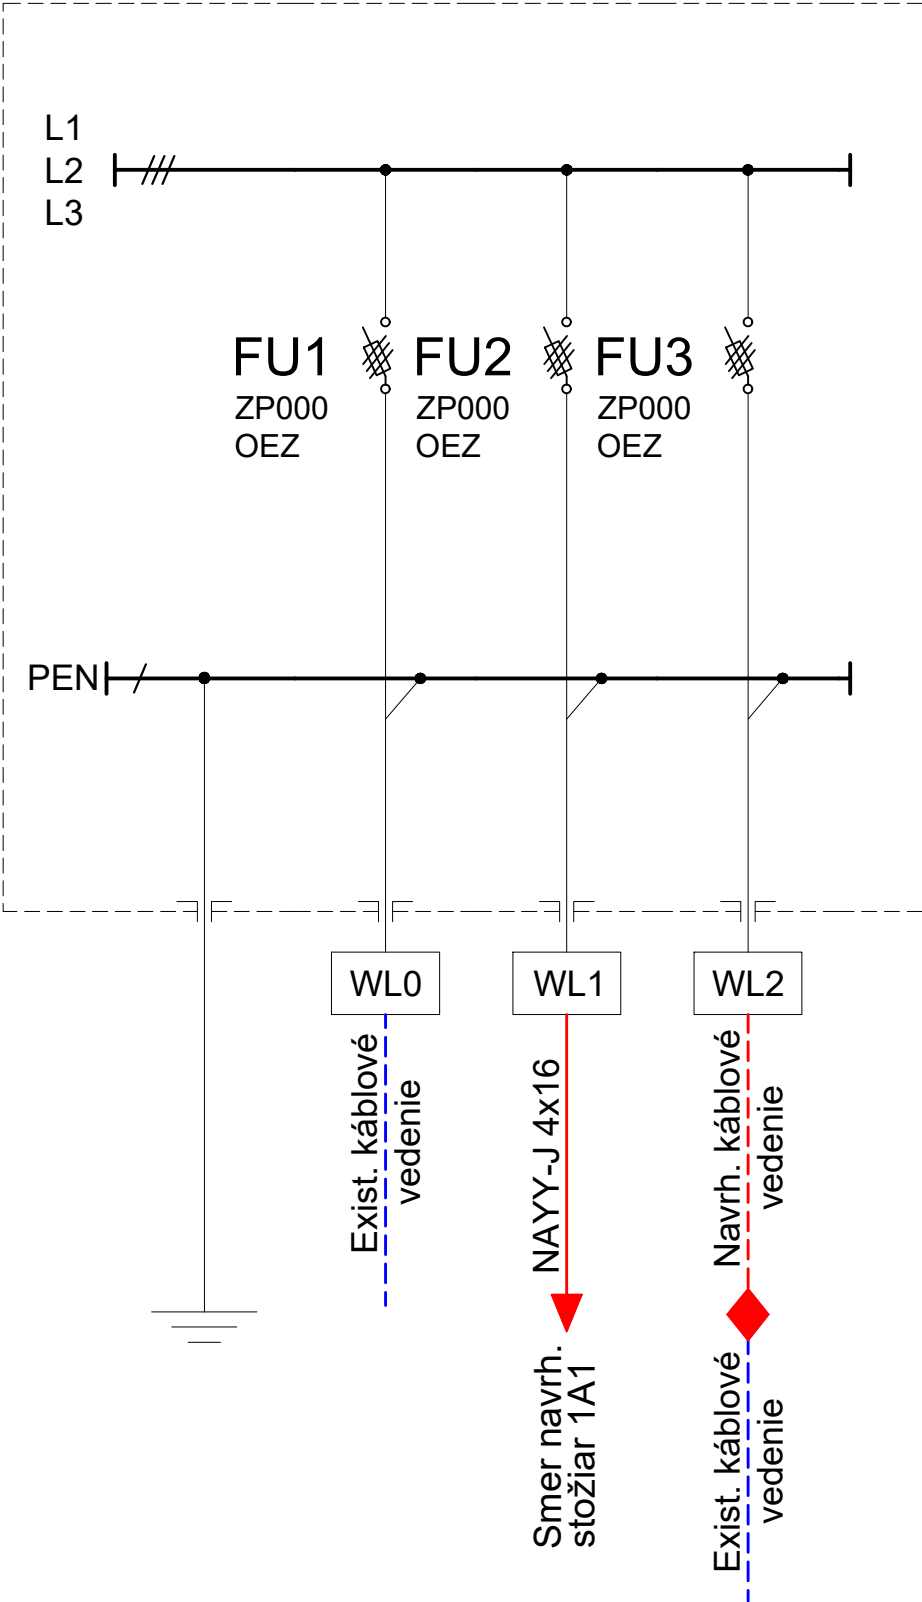 L1
L2
L3
FU1
ZP000
OEZ
FU2
ZP000
OEZ
FU3
ZP000
OEZ
PEN
WL0
WL1
WL2
Exist. káblové
vedenie
NAYY-J 4x16
Navrh. káblové
vedenie
Smer navrh.
stožiar 1A1
Exist. káblové
vedenie